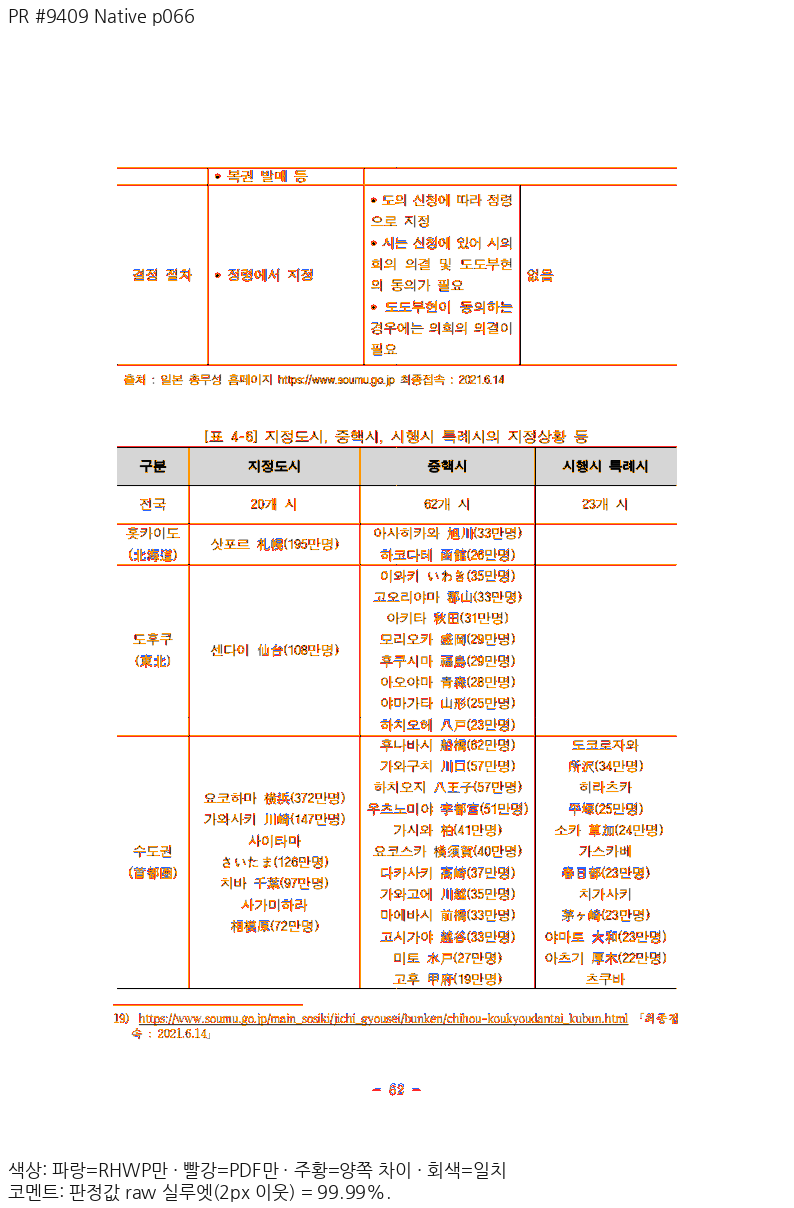 PR #9409 Native p066
• 복권 발매 등
결정 절차
• 정령에서 지정
• 도의 신청에 따라 정령
으로 지정
• 시는 신청에 있어 시의
회의 의결 및 도도부현
의 동의가 필요
• 도도부현이 동의하는
경우에는 의회의 의결이
필요
없음
출처 : 일본 총무성 홈페이지 https://www.soumu.go.jp 최종접속 : 2021.6.14
[표 4-6] 지정도시, 중핵시, 시행시 특례시의 지정상황 등
구분 지정도시 중핵시 시행시 특례시
전국 20개 시 62개 시 23개 시
홋카이도
(北海道)
삿포르 札幌(195만명)
아사히카와 旭川(33만명)
하코다테 函館(26만명)
도후쿠
(東北)
센다이 仙台(108만명)
이와키 いわき(35만명)
고오리야마 郡山(33만명)
아키타 秋田(31만명)
모리오카 盛岡(29만명)
후쿠시마 福島(29만명)
아오야마 青森(28만명)
야마가타 山形(25만명)
하치오헤 八戸(23만명)
수도권
(首都圏)
요코하마 横浜(372만명)
가와사키 川崎(147만명)
사이타마
さいたま(126만명)
치바 千葉(97만명)
사가미하라
相模原(72만명)
후나바시 船橋(62만명)
가와구치 川口(57만명)
하치오지 八王子(57만명)
우츠노미야 宇都宮(51만명)
가시와 柏(41만명)
요코스카 横須賀(40만명)
다카사키 高崎(37만명)
가와고에 川越(35만명)
마에바시 前橋(33만명)
고시가야 越谷(33만명)
미토 水戸(27만명)
고후 甲府(19만명)
도코로자와
所沢(34만명)
히라츠카
平塚(25만명)
소카 草加(24만명)
가스카베
春日部(23만명)
치가사키
茅ヶ崎(23만명)
야마토 大和(23만명)
아츠기 厚木(22만명)
츠쿠바
19) https://www.soumu.go.jp/main_sosiki/jichi_gyousei/bunken/chihou-koukyoudantai_kubun.html 「최종접
속 : 2021.6.14」
- 62 -
색상: 파랑=RHWP만 · 빨강=PDF만 · 주황=양쪽 차이 · 회색=일치
코멘트: 판정값 raw 실루엣(2px 이웃) = 99.99%.